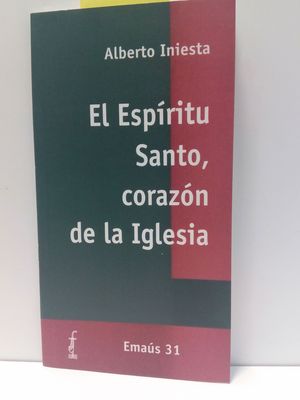 Alberto Iniesta
El Espíritu
Santo,
corazón
de la Iglesia
Emaús 31